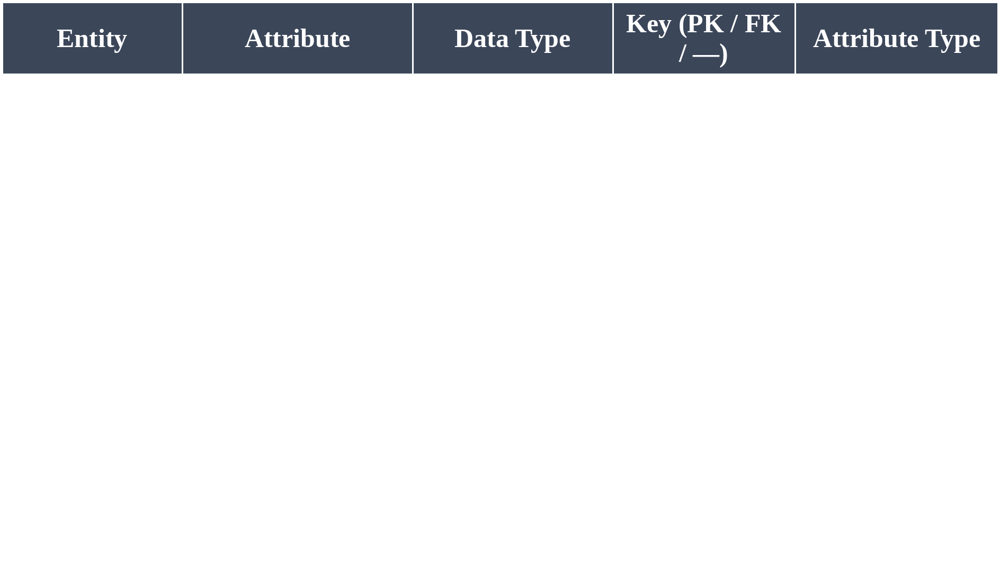 Entity
Attribute
Data Type
Key (PK / FK
/ —)
Attribute Type